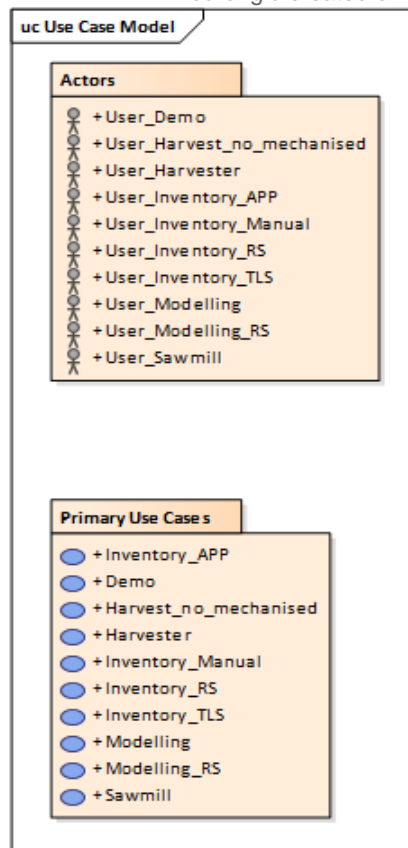 uc Use Case Model
Actors
+User_Demo
+User_Harvest_no_mechanised
+User_Harvester
+User_Inventory_APP
+User_Inventory_Manual
+User_Inventory_RS
+User_Inventory_TLS
+User_Modelling
+User_Modelling_RS
+User_Sawmill
Primary Use Cases
+Inventory_APP
+Demo
+Harvest_no_mechanised
+Harvester
+Inventory_Manual
+Inventory_RS
+Inventory_TLS
+Modelling
+Modelling_RS
+Sawmill